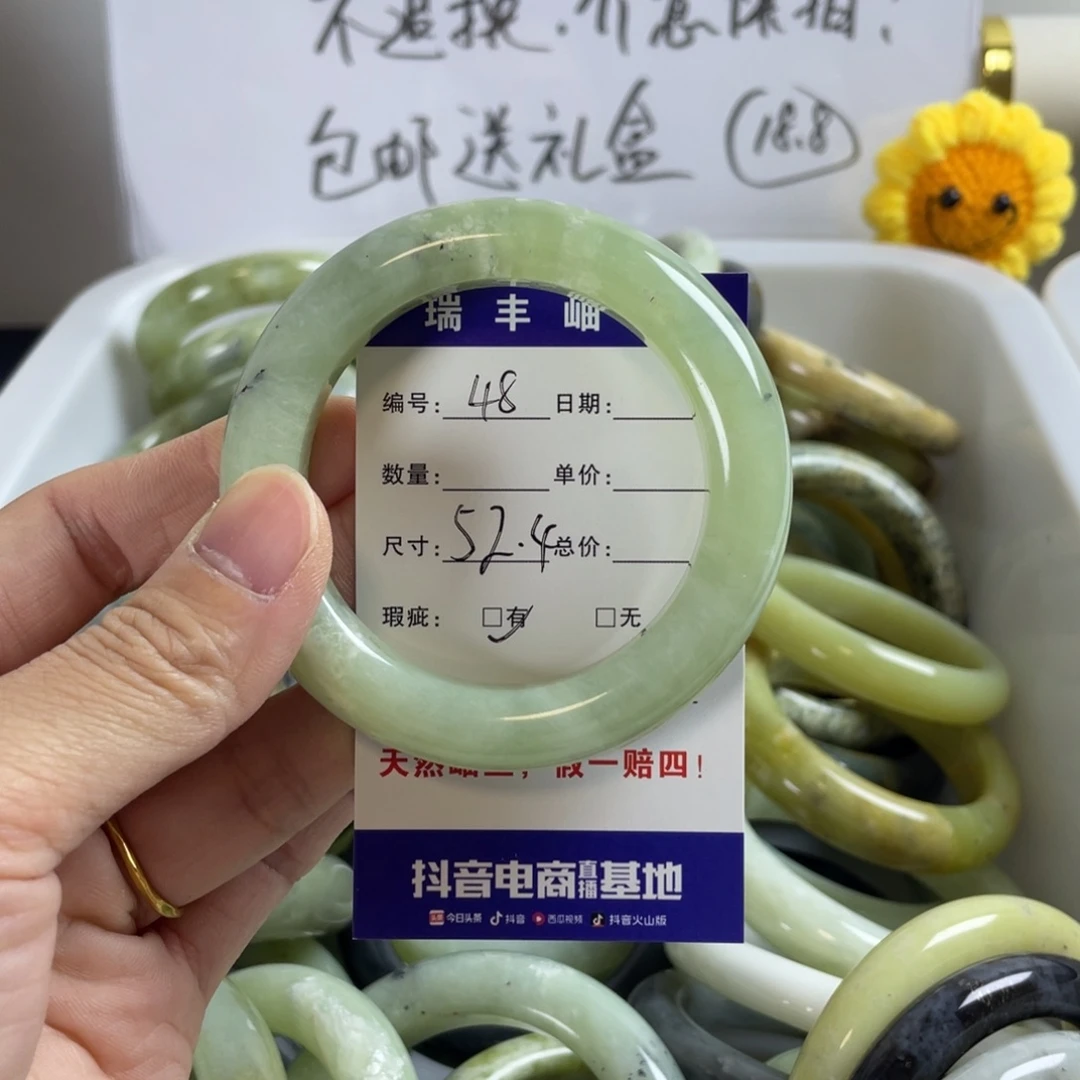 不退换.介意慎拍!
包邮送礼盒 18.8
瑞丰岫
编号: 48 日期:
数量: 单价:
尺寸: 52.4 总价:
瑕疵: □有 □无
天然岫玉,假一赔四!
抖音电商直播基地
今日头条 抖音 西瓜视频 抖音火山版